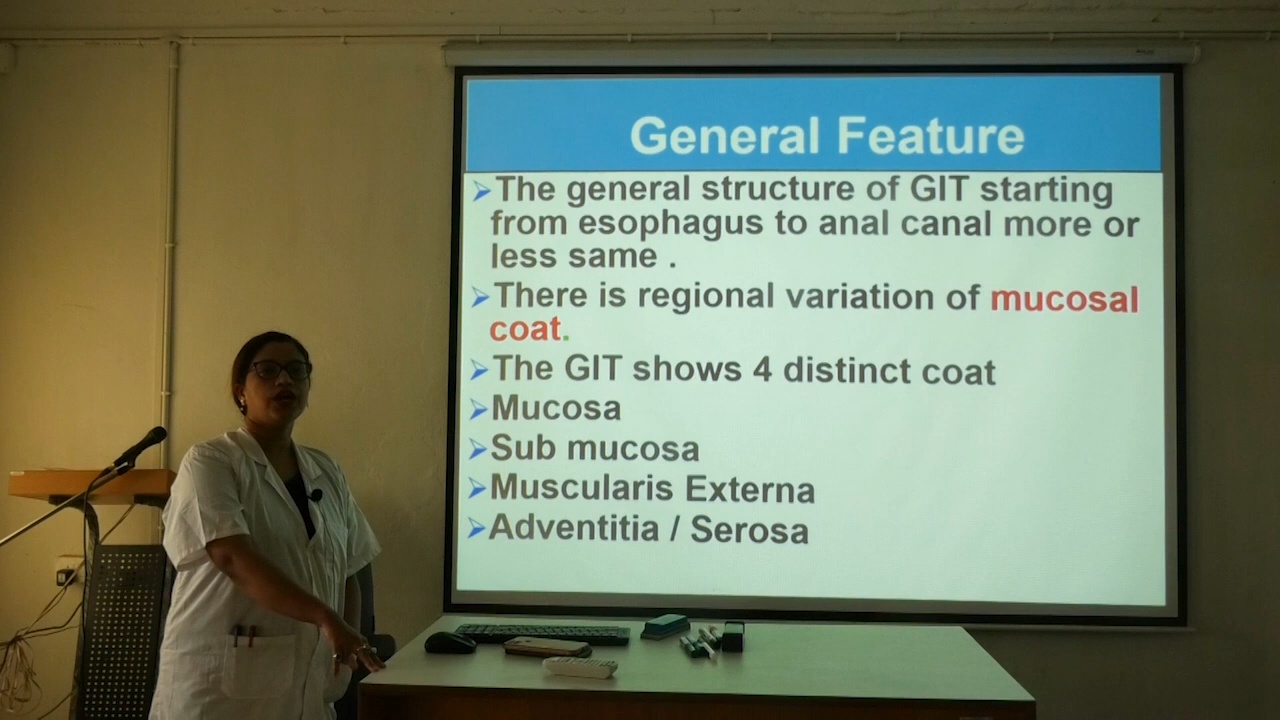 General Feature
The general structure of GIT starting
from esophagus to anal canal more or
less same .
There is regional variation of mucosal
coat.
The GIT shows 4 distinct coat
Mucosa
Sub mucosa
Muscularis Externa
Adventitia / Serosa